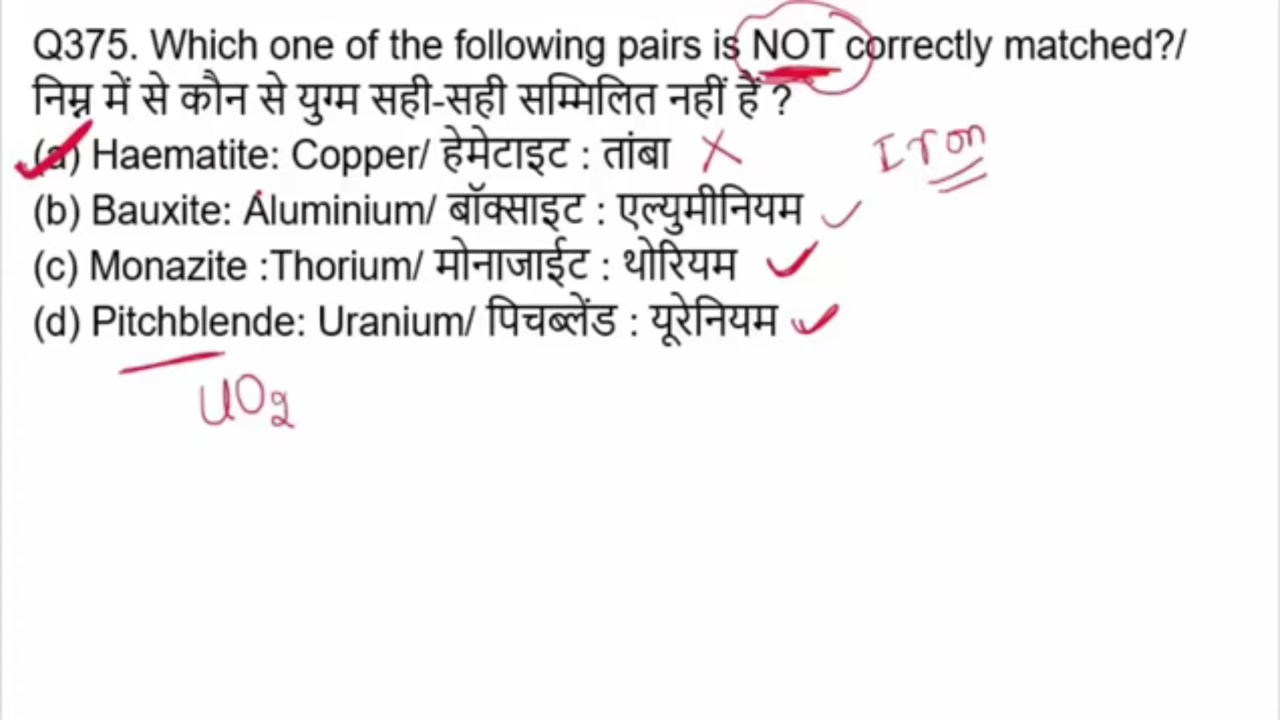 Q375. Which one of the following pairs is NOT correctly matched?/
निम्न में से कौन से युग्म सही-सही सम्मिलित नहीं हैं ?
(a) Haematite: Copper/ हेमेटाइट : तांबा
Iron
(b) Bauxite: Aluminium/ बॉक्साइट : एल्युमीनियम
(c) Monazite :Thorium/ मोनाजाईट : थोरियम
(d) Pitchblende: Uranium/ पिचब्लेंड : यूरेनियम
UO₂